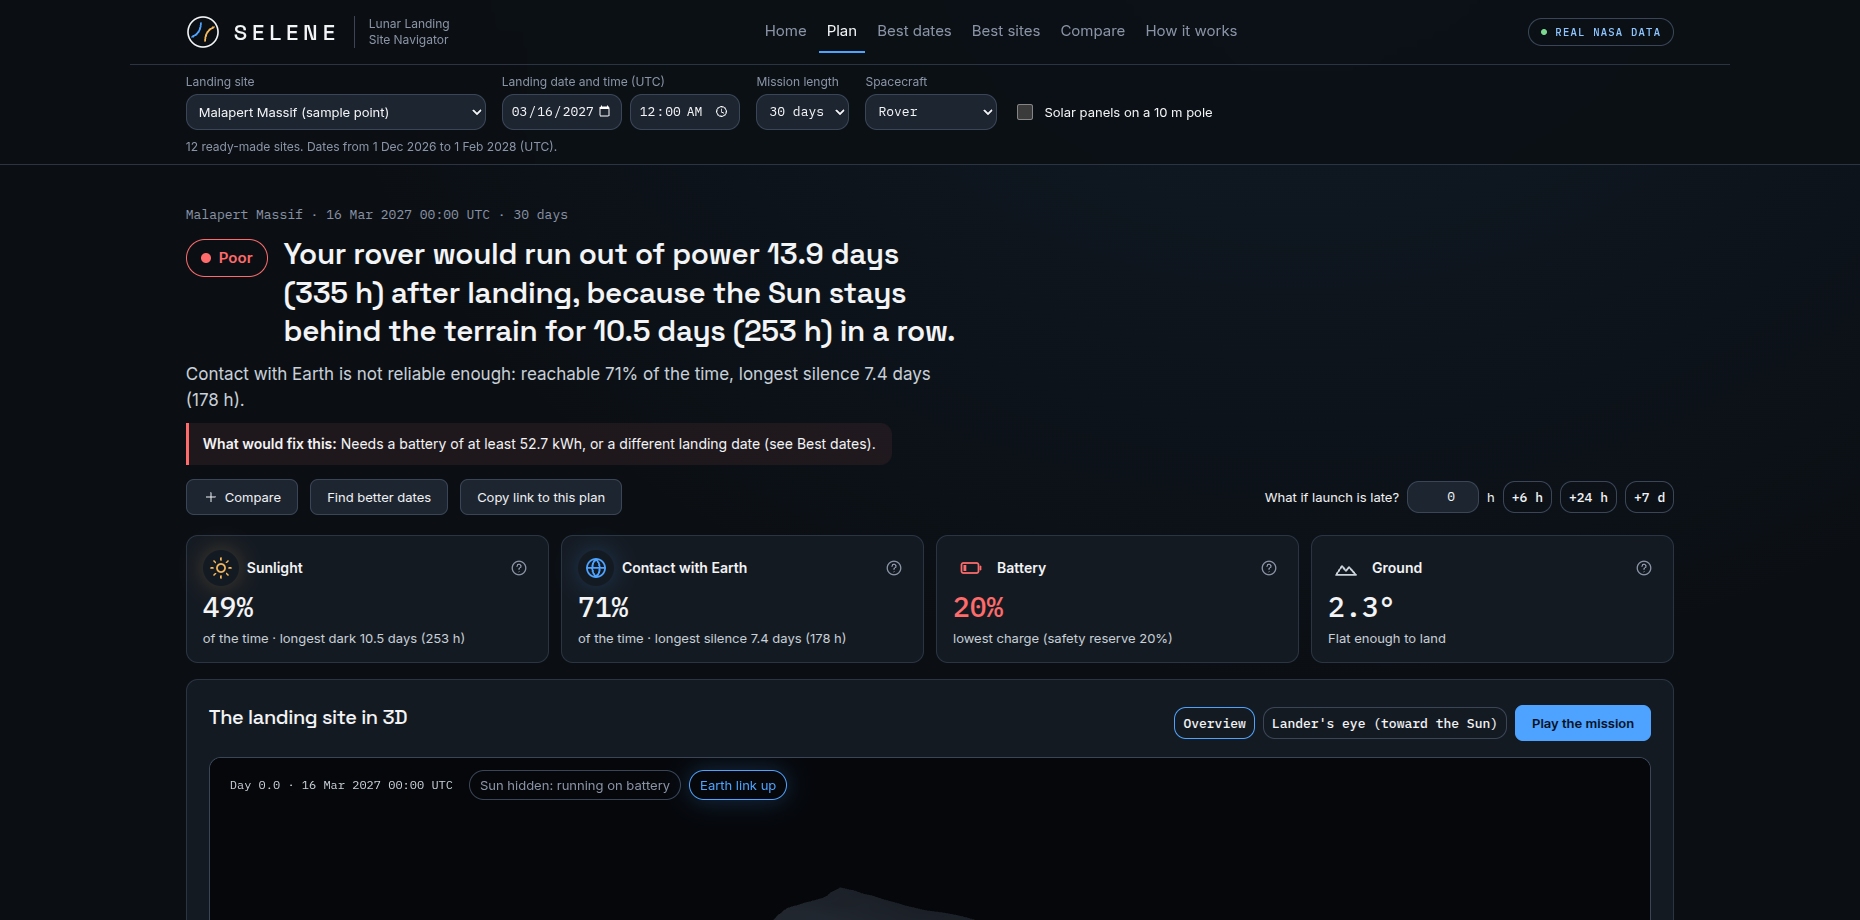 SELENE
Lunar Landing
Site Navigator
Home
Plan
Best dates
Best sites
Compare
How it works
REAL NASA DATA
Landing site
Landing date and time (UTC)
Mission length
Spacecraft
Malapert Massif (sample point)
03/16/2027
12:00 AM
30 days
Rover
Solar panels on a 10 m pole
12 ready-made sites. Dates from 1 Dec 2026 to 1 Feb 2028 (UTC).
Malapert Massif · 16 Mar 2027 00:00 UTC · 30 days
Poor
Your rover would run out of power 13.9 days
(335 h) after landing, because the Sun stays
behind the terrain for 10.5 days (253 h) in a row.
Contact with Earth is not reliable enough: reachable 71% of the time, longest silence 7.4 days
(178 h).
What would fix this: Needs a battery of at least 52.7 kWh, or a different landing date (see Best dates).
+ Compare
Find better dates
Copy link to this plan
What if launch is late?
0
h
+6 h
+24 h
+7 d
Sunlight
49%
of the time · longest dark 10.5 days (253 h)
Contact with Earth
71%
of the time · longest silence 7.4 days (178 h)
Battery
20%
lowest charge (safety reserve 20%)
Ground
2.3°
Flat enough to land
The landing site in 3D
Overview
Lander's eye (toward the Sun)
Play the mission
Day 0.0 · 16 Mar 2027 00:00 UTC
Sun hidden: running on battery
Earth link up